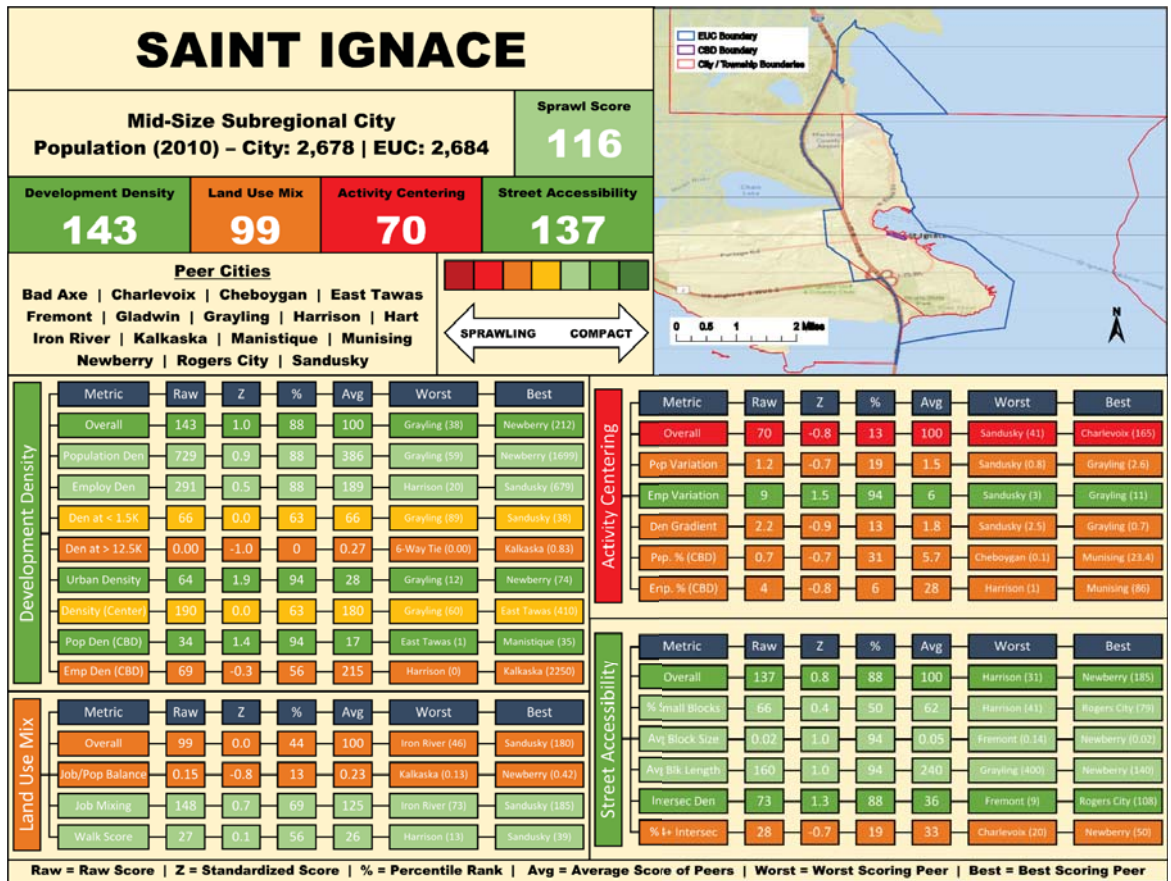 SAINT IGNACE
Mid-Size Subregional City
Population (2010) – City: 2,678 | EUC: 2,684
Sprawl Score
116
Development Density
143
Land Use Mix
99
Activity Centering
70
Street Accessibility
137
Peer Cities
Bad Axe | Charlevoix | Cheboygan | East Tawas
Fremont | Gladwin | Grayling | Harrison | Hart
Iron River | Kalkaska | Manistique | Munising
Newberry | Rogers City | Sandusky
SPRAWLING COMPACT
EUC Boundary
CBD Boundary
City / Township Boundaries
Mackinac
County
Airport
Chain
Lake
Portage Rd
St Ignace
US Highway 2
0 0.5 1 2 Miles
N
Development Density
Metric Raw Z % Avg Worst Best
Overall 143 1.0 88 100 Grayling (38) Newberry (212)
Population Den 729 0.9 88 386 Grayling (59) Newberry (1699)
Employ Den 291 0.5 88 189 Harrison (20) Sandusky (679)
Den at < 1.5K 66 0.0 63 66 Grayling (89) Sandusky (38)
Den at > 12.5K 0.00 -1.0 0 0.27 6-Way Tie (0.00) Kalkaska (0.83)
Urban Density 64 1.9 94 28 Grayling (12) Newberry (74)
Density (Center) 190 0.0 63 180 Grayling (60) East Tawas (410)
Pop Den (CBD) 34 1.4 94 17 East Tawas (1) Manistique (35)
Emp Den (CBD) 69 -0.3 56 215 Harrison (0) Kalkaska (2250)
Land Use Mix
Metric Raw Z % Avg Worst Best
Overall 99 0.0 44 100 Iron River (46) Sandusky (180)
Job/Pop Balance 0.15 -0.8 13 0.23 Kalkaska (0.13) Newberry (0.42)
Job Mixing 148 0.7 69 125 Iron River (73) Sandusky (185)
Walk Score 27 0.1 56 26 Harrison (13) Sandusky (39)
Activity Centering
Metric Raw Z % Avg Worst Best
Overall 70 -0.8 13 100 Sandusky (41) Charlevoix (165)
Pop Variation 1.2 -0.7 19 1.5 Sandusky (0.8) Grayling (2.6)
Emp Variation 9 1.5 94 6 Sandusky (3) Grayling (11)
Den Gradient 2.2 -0.9 13 1.8 Sandusky (2.5) Grayling (0.7)
Pop. % (CBD) 0.7 -0.7 31 5.7 Cheboygan (0.1) Munising (23.4)
Emp. % (CBD) 4 -0.8 6 28 Harrison (1) Munising (86)
Street Accessibility
Metric Raw Z % Avg Worst Best
Overall 137 0.8 88 100 Harrison (31) Newberry (185)
% Small Blocks 66 0.4 50 62 Harrison (41) Rogers City (79)
Avg Block Size 0.02 1.0 94 0.05 Fremont (0.14) Newberry (0.02)
Avg Blk Length 160 1.0 94 240 Grayling (400) Newberry (140)
Intersec Den 73 1.3 88 36 Fremont (9) Rogers City (108)
% 4+ Intersec 28 -0.7 19 33 Charlevoix (20) Newberry (50)
Raw = Raw Score | Z = Standardized Score | % = Percentile Rank | Avg = Average Score of Peers | Worst = Worst Scoring Peer | Best = Best Scoring Peer